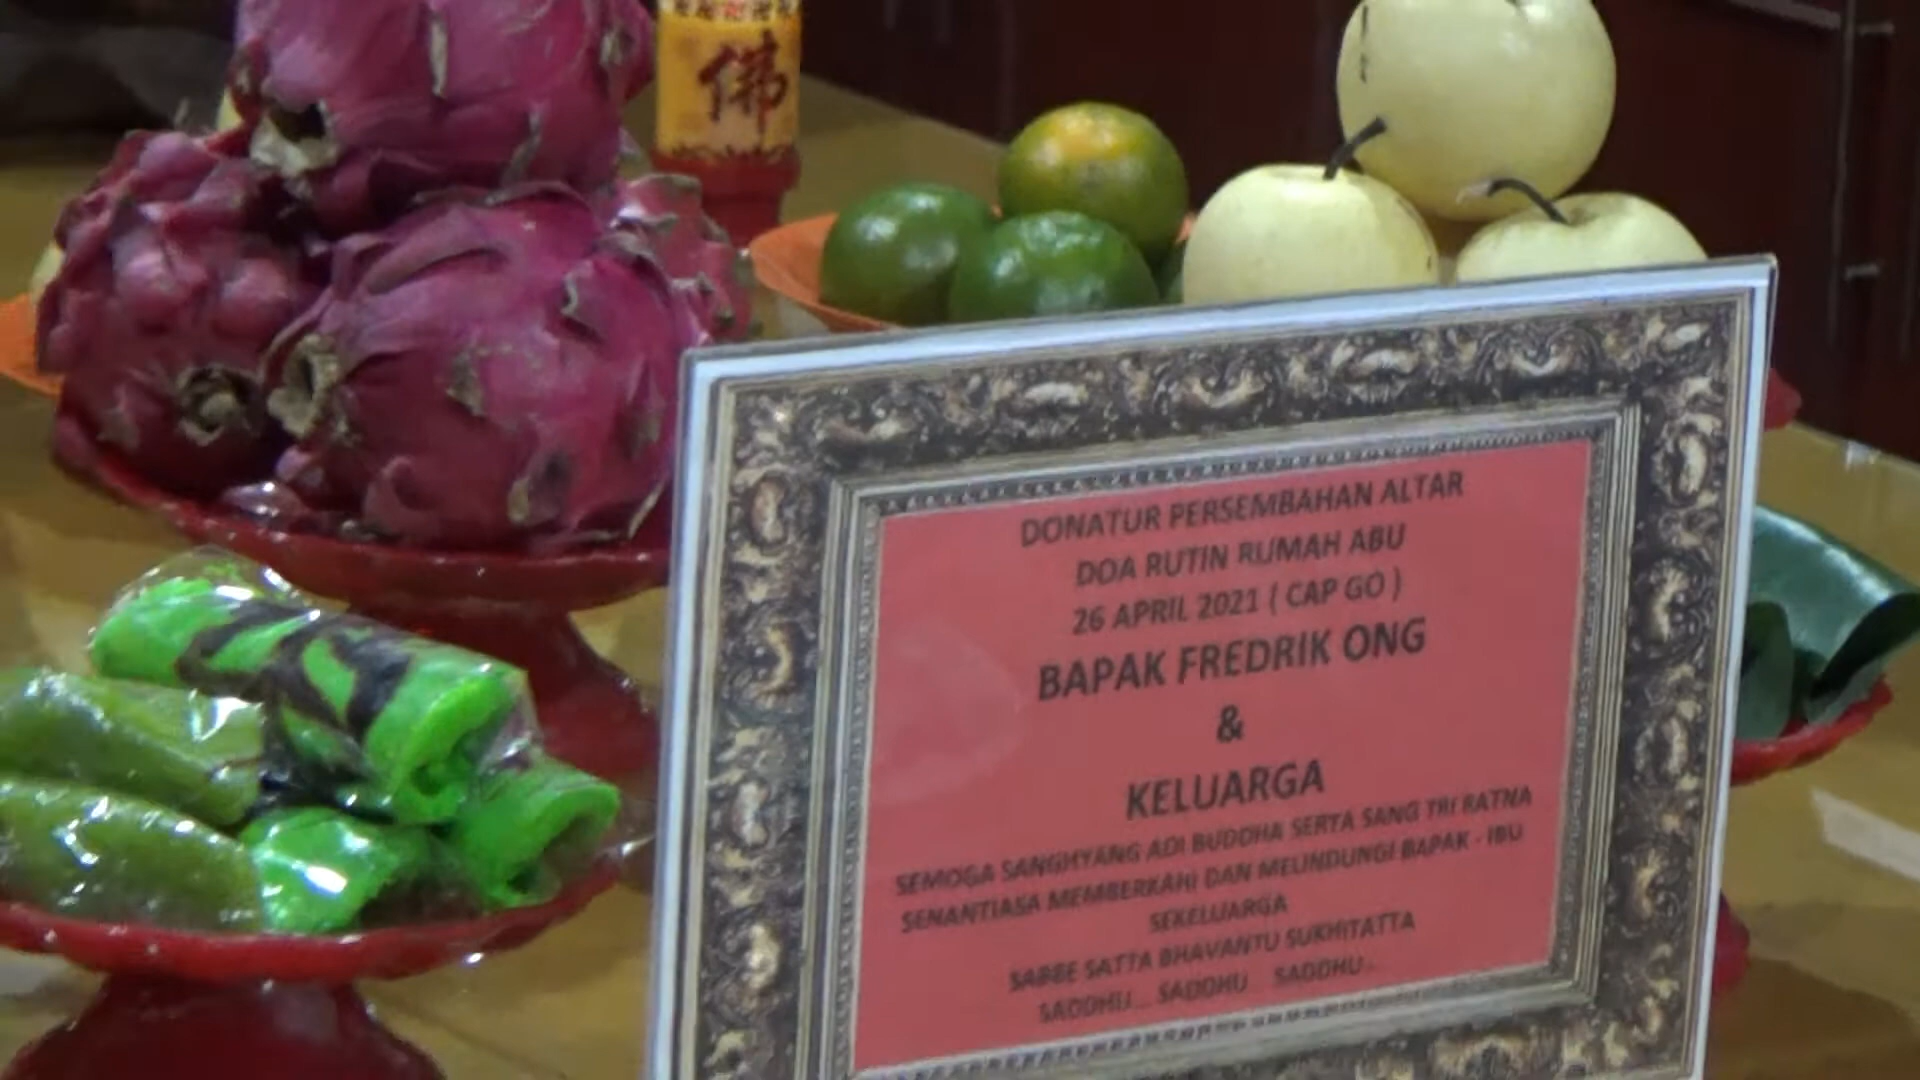 佛
DONATUR PERSEMBAHAN ALTAR
DOA RUTIN RUMAH ABU
26 APRIL 2021 ( CAP GO )
BAPAK FREDRIK ONG
&
KELUARGA
SEMOGA SANGHYANG ADI BUDDHA SERTA SANG TRI RATNA
SENANTIASA MEMBERKAHI DAN MELINDUNGI BAPAK - IBU
SEKELUARGA
SABBE SATTA BHAVANTU SUKHITATTA
SADDHU... SADDHU... SADDHU...